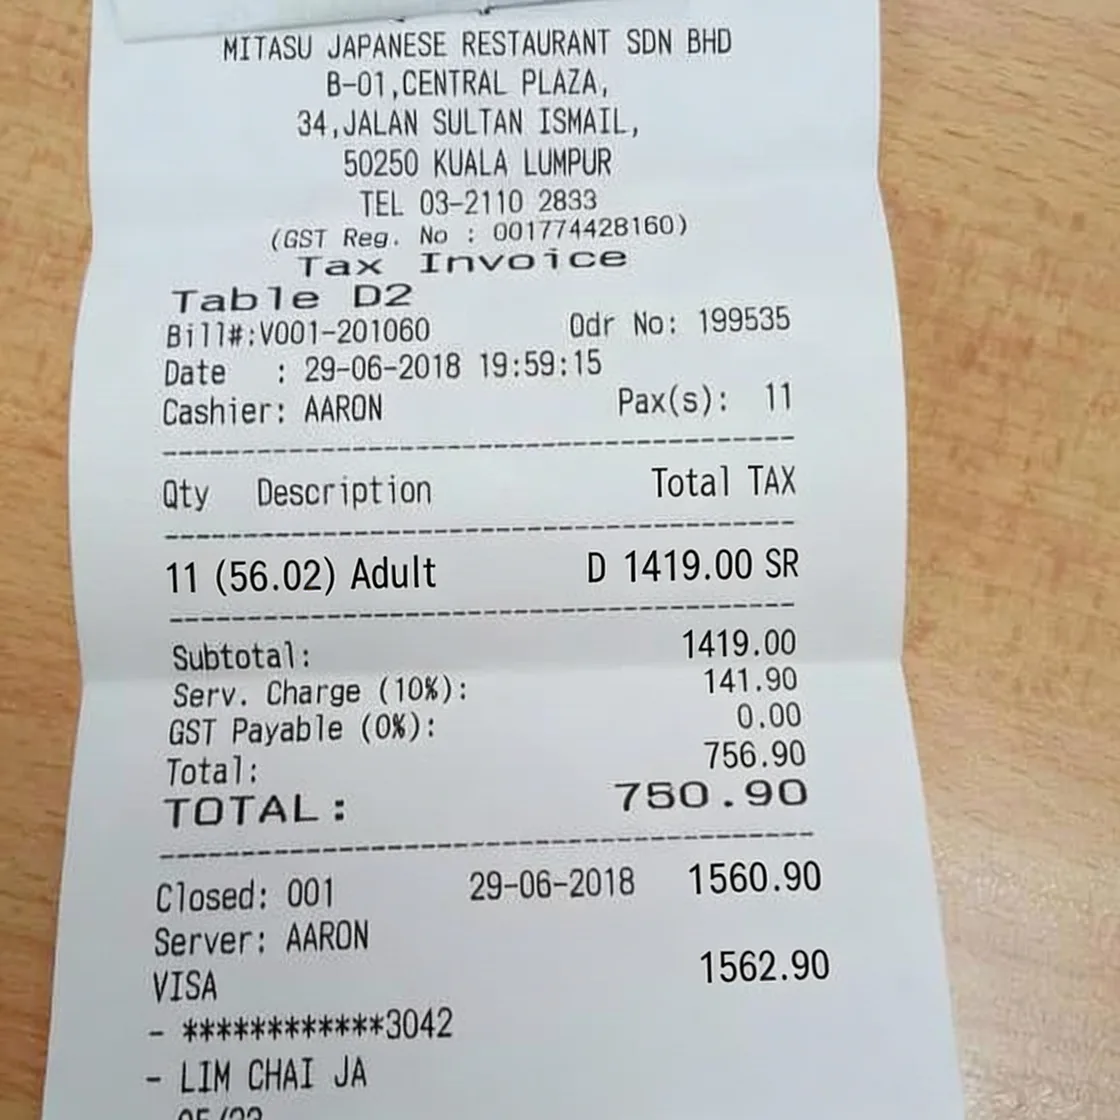 MITASU JAPANESE RESTAURANT SDN BHD
B-01,CENTRAL PLAZA,
34,JALAN SULTAN ISMAIL,
50250 KUALA LUMPUR
TEL 03-2110 2833
(GST Reg. No : 001774428160)
Tax Invoice
Table D2
Bill#:V001-201060 Odr No: 199535
Date : 29-06-2018 19:59:15
Cashier: AARON Pax(s): 11
Qty Description Total TAX
11 (56.02) Adult D 1419.00 SR
Subtotal: 1419.00
Serv. Charge (10%): 141.90
GST Payable (0%): 0.00
Total: 756.90
TOTAL: 750.90
Closed: 001 29-06-2018 1560.90
Server: AARON
VISA 1562.90
- ************3042
- LIM CHAI JA